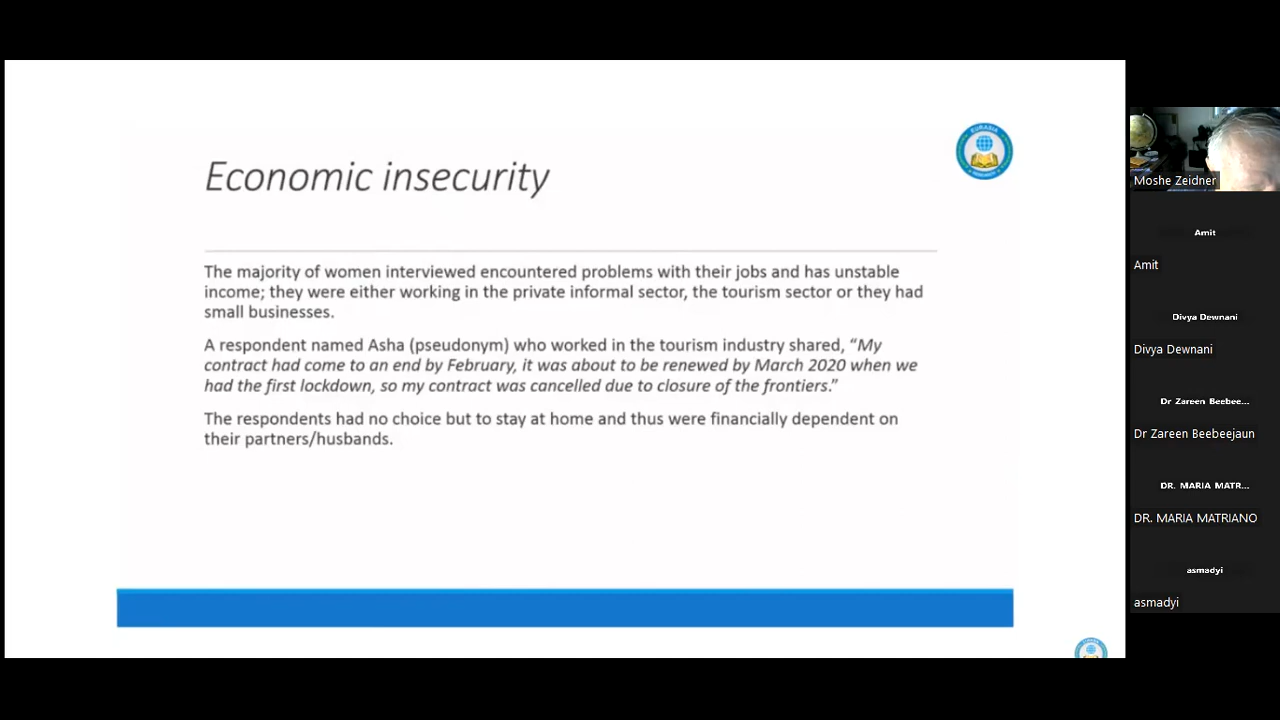 Economic insecurity
The majority of women interviewed encountered problems with their jobs and has unstable
income; they were either working in the private informal sector, the tourism sector or they had
small businesses.
A respondent named Asha (pseudonym) who worked in the tourism industry shared, “My
contract had come to an end by February, it was about to be renewed by March 2020 when we
had the first lockdown, so my contract was cancelled due to closure of the frontiers.”
The respondents had no choice but to stay at home and thus were financially dependent on
their partners/husbands.
EURASIA
RESEARCH
Moshe Zeidner
Amit
Amit
Divya Dewnani
Divya Dewnani
Dr Zareen Beebee...
Dr Zareen Beebeejaun
DR. MARIA MATR...
DR. MARIA MATRIANO
asmadyi
asmadyi